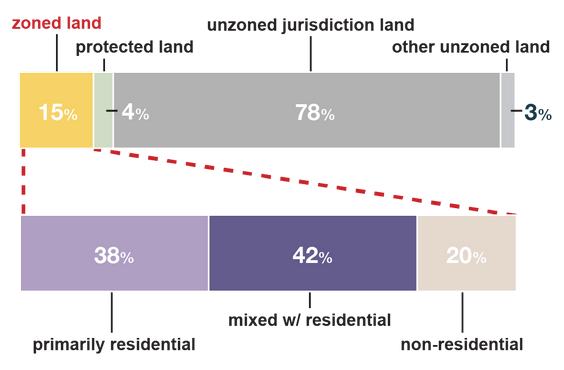 zoned land
unzoned jurisdiction land
protected land
other unzoned land
15%
4%
78%
3%
38%
42%
20%
mixed w/ residential
primarily residential
non-residential